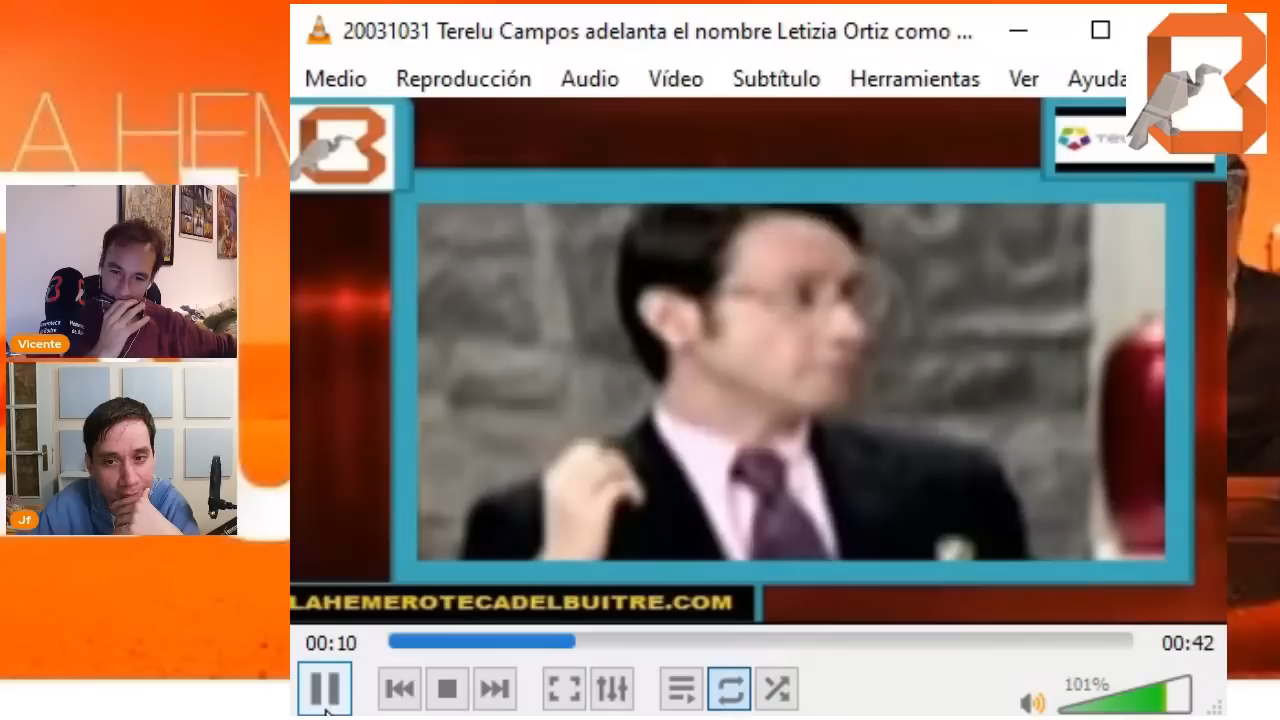 20031031 Terelu Campos adelanta el nombre Letizia Ortiz como ...
Medio Reproducción Audio Vídeo Subtítulo Herramientas Ver Ayuda
A HEM
Vicente
Jf
LAHEMEROTECADELBUITRE.COM
00:10
00:42
101%